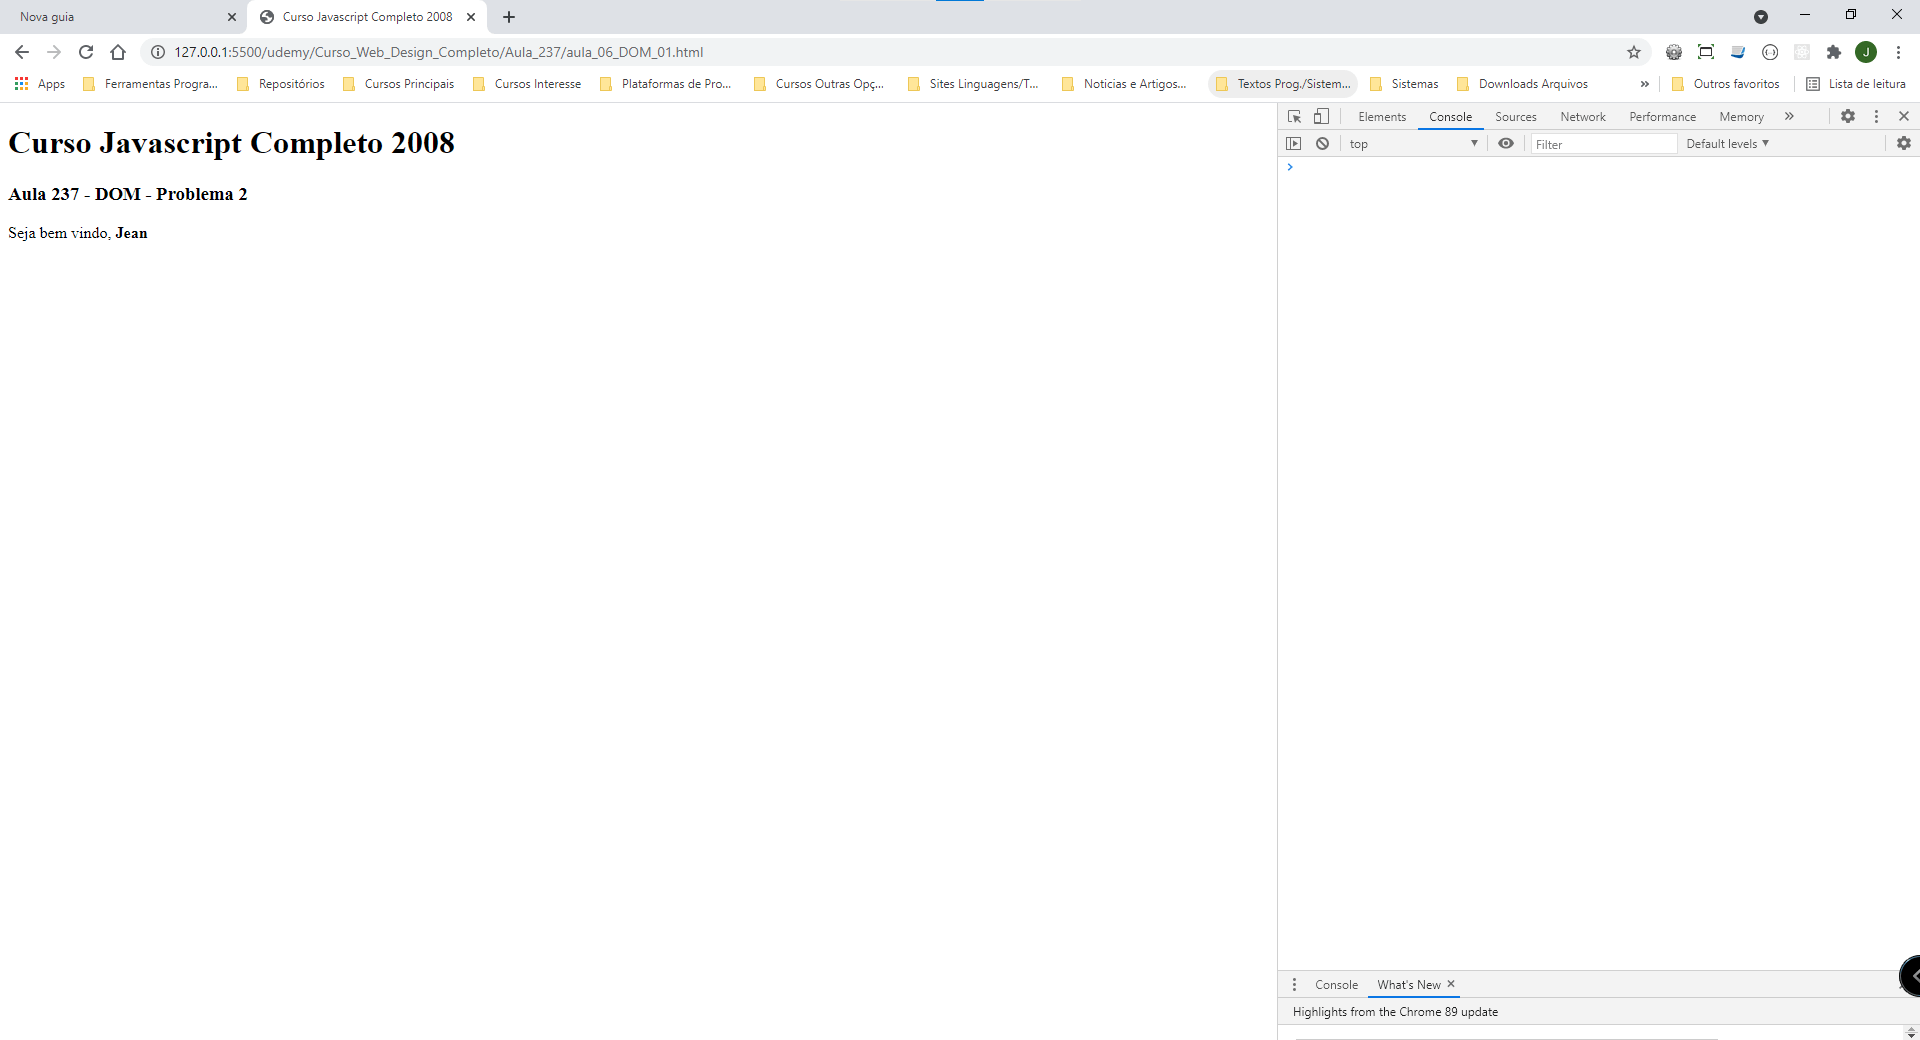 Nova guia
Curso Javascript Completo 2008
127.0.0.1:5500/udemy/Curso_Web_Design_Completo/Aula_237/aula_06_DOM_01.html
J
Apps Ferramentas Progra... Repositórios Cursos Principais Cursos Interesse Plataformas de Pro... Cursos Outras Opç... Sites Linguagens/T... Noticias e Artigos... Textos Prog./Sistem... Sistemas Downloads Arquivos » Outros favoritos Lista de leitura
Curso Javascript Completo 2008
Aula 237 - DOM - Problema 2
Seja bem vindo, Jean
Elements Console Sources Network Performance Memory »
top Filter Default levels
Console What's New
Highlights from the Chrome 89 update